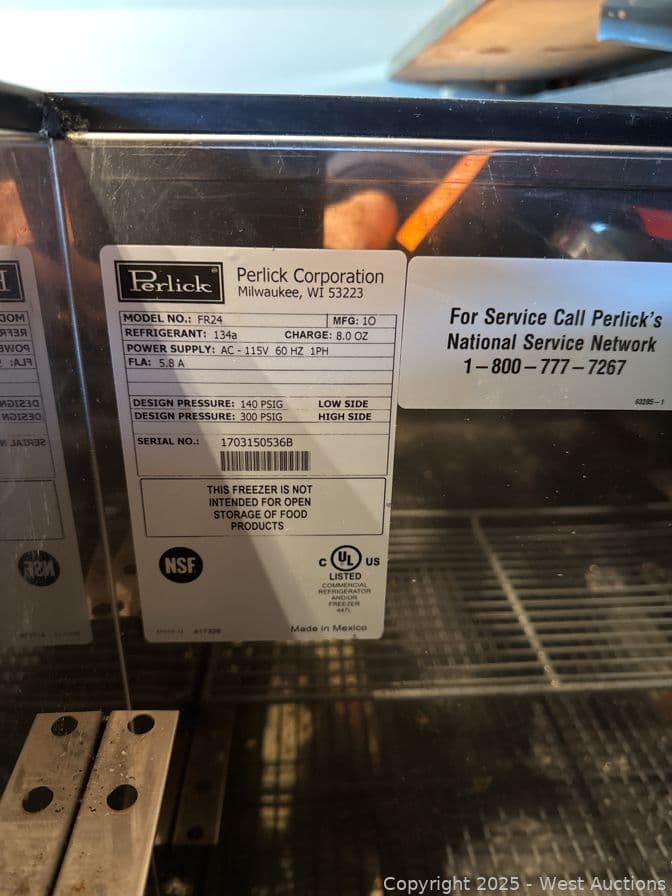 Perlick®
Perlick Corporation
Milwaukee, WI 53223
MODEL NO.: FR24 MFG: 10
REFRIGERANT: 134a CHARGE: 8.0 OZ
POWER SUPPLY: AC - 115V 60 HZ 1PH
FLA: 5.8 A
DESIGN PRESSURE: 140 PSIG LOW SIDE
DESIGN PRESSURE: 300 PSIG HIGH SIDE
SERIAL NO.: 1703150536B
THIS FREEZER IS NOT
INTENDED FOR OPEN
STORAGE OF FOOD
PRODUCTS
NSF
C UL US
LISTED
COMMERCIAL
REFRIGERATOR
AND/OR
FREEZER
447L
Made in Mexico
For Service Call Perlick's
National Service Network
1-800-777-7267
63285-1
Copyright 2025 - West Auctions